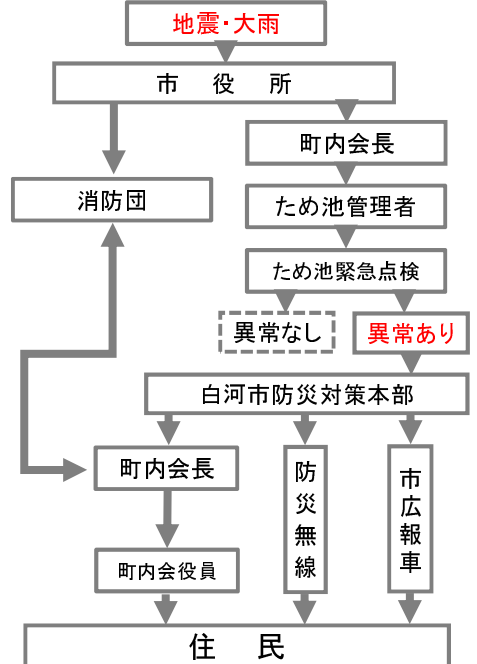 地震・大雨
市役所
町内会長
消防団
ため池管理者
ため池緊急点検
異常なし
異常あり
白河市防災対策本部
町内会長
防災無線
市広報車
町内会役員
住民